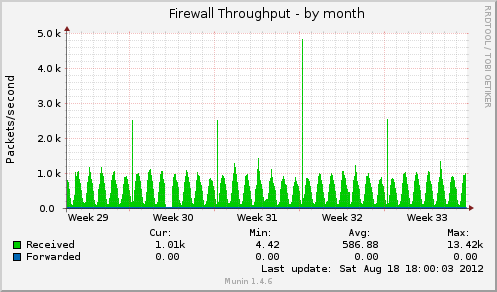 Firewall Throughput - by month
RRDTOOL / TOBI OETIKER
Packets/second
5.0 k
4.0 k
3.0 k
2.0 k
1.0 k
0.0
Week 29 Week 30 Week 31 Week 32 Week 33
Cur: Min: Avg: Max:
Received 1.01k 4.42 586.88 13.42k
Forwarded 0.00 0.00 0.00 0.00
Last update: Sat Aug 18 18:00:03 2012
Munin 1.4.6